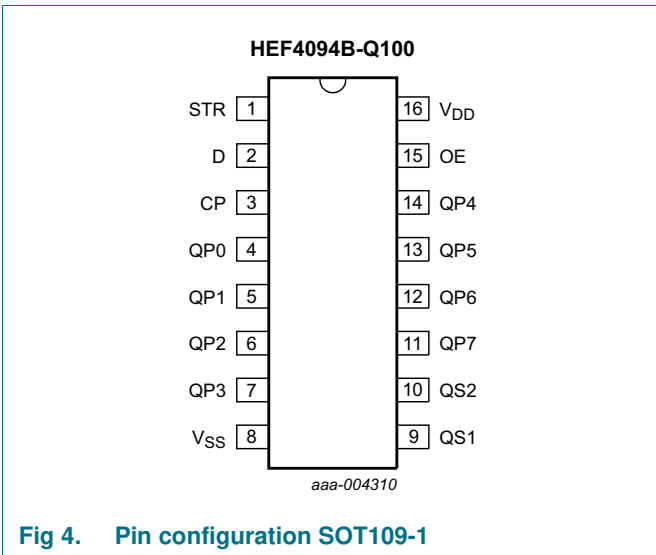 HEF4094B-Q100
STR 1 16 VDD
D 2 15 OE
CP 3 14 QP4
QP0 4 13 QP5
QP1 5 12 QP6
QP2 6 11 QP7
QP3 7 10 QS2
VSS 8 9 QS1
aaa-004310
Fig 4. Pin configuration SOT109-1